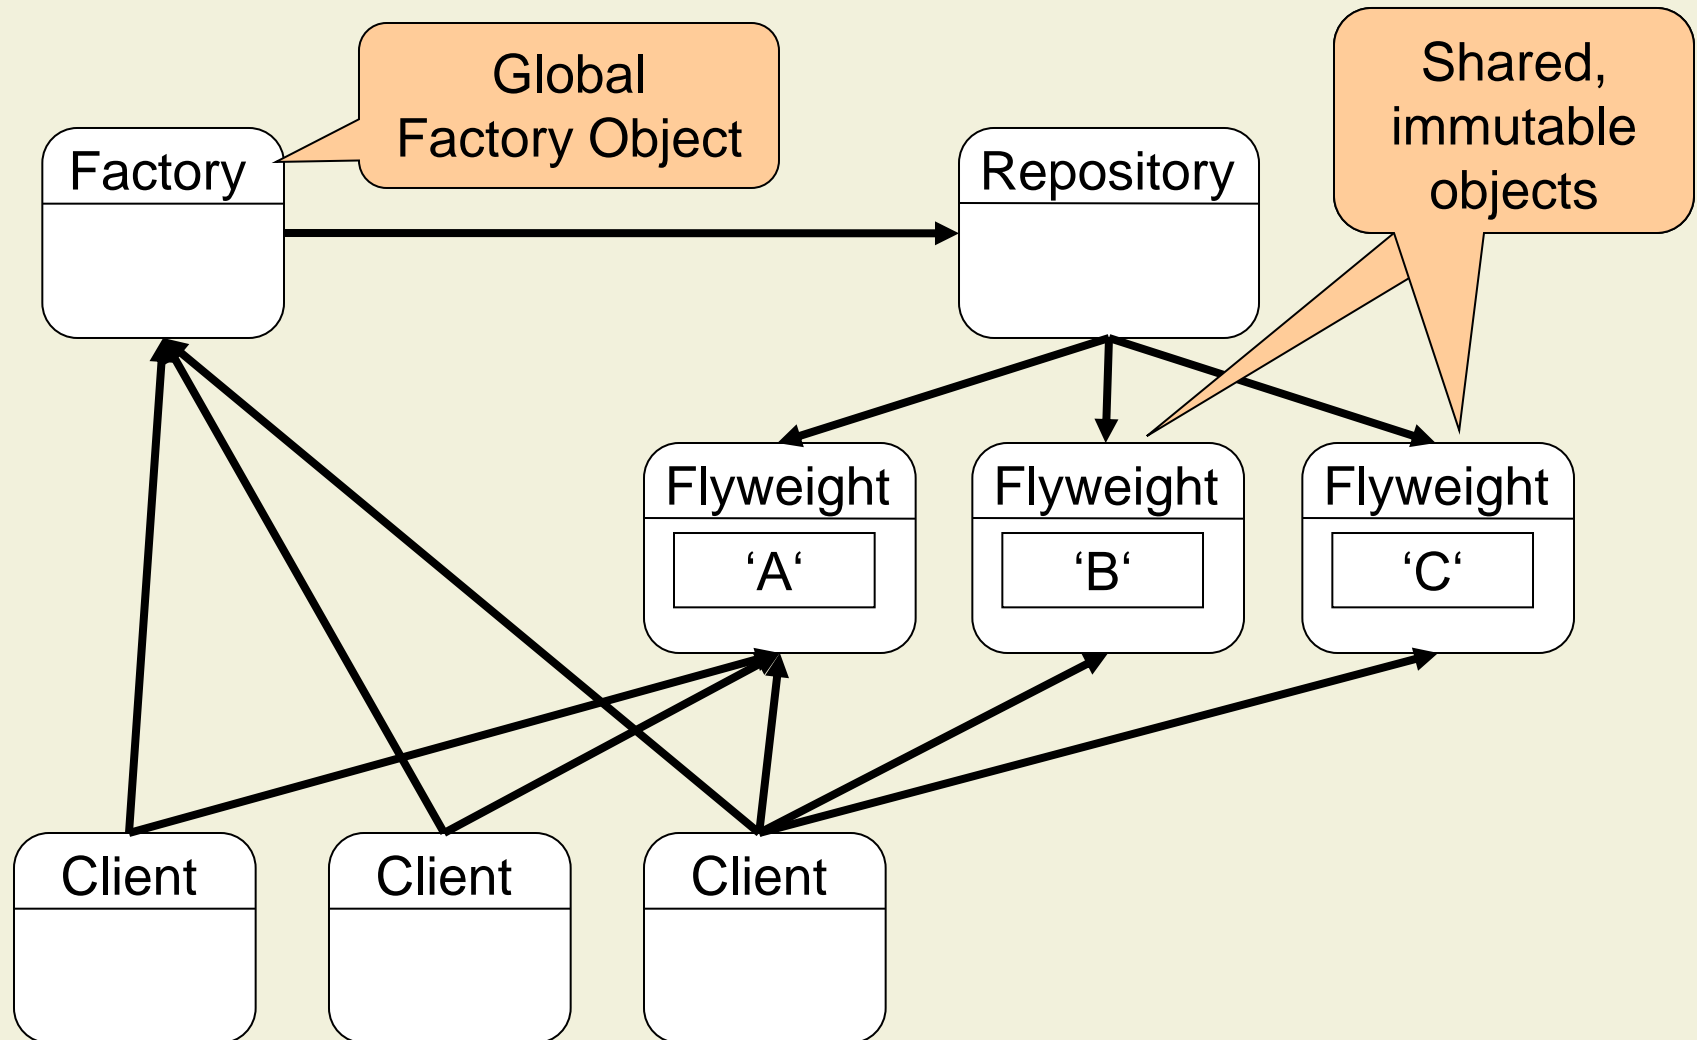 Global
Factory Object
Shared,
immutable
objects
Factory
Repository
Flyweight
‘A‘
Flyweight
‘B‘
Flyweight
‘C‘
Client
Client
Client